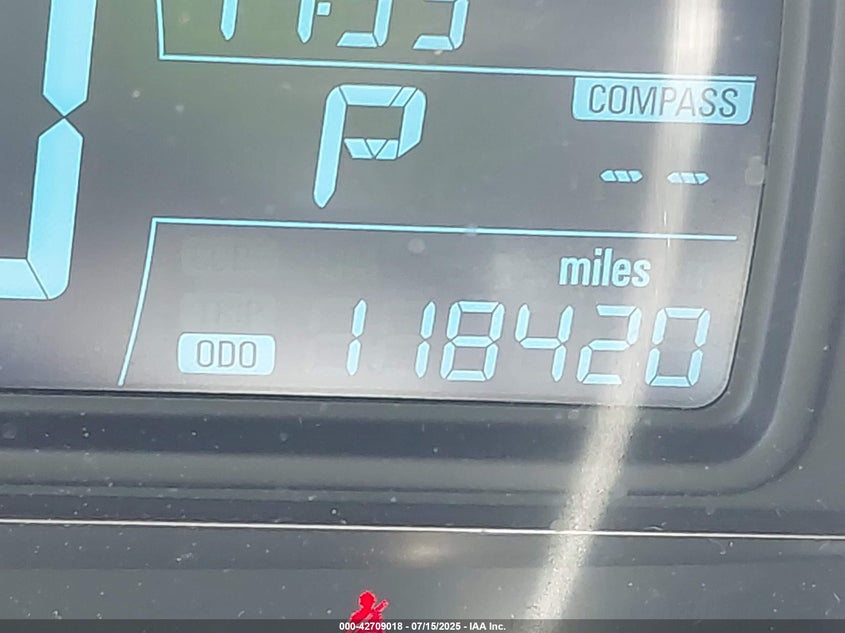 P
COMPASS
-- --
miles
ODO 118420
000-42709018 - 07/15/2025 - IAA Inc.